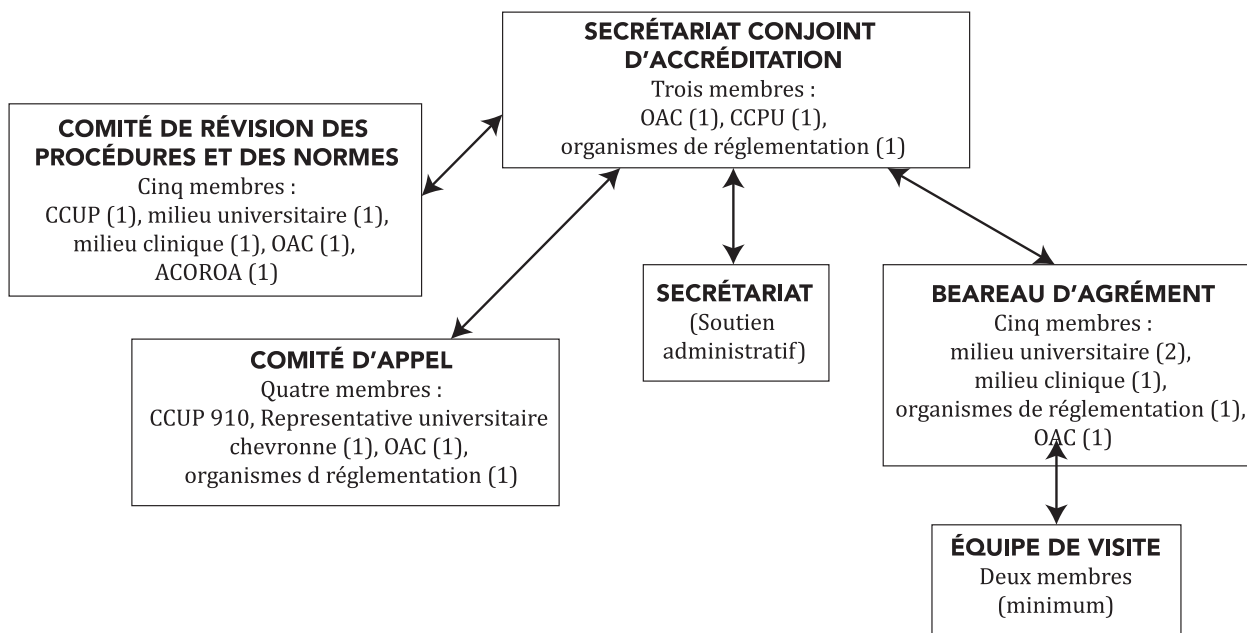 SECRÉTARIAT CONJOINT
D’ACCRÉDITATION
Trois membres :
OAC (1), CCPU (1),
organismes de réglementation (1)
COMITÉ DE RÉVISION DES
PROCÉDURES ET DES NORMES
Cinq membres :
CCUP (1), milieu universitaire (1),
milieu clinique (1), OAC (1),
ACOROA (1)
COMITÉ D’APPEL
Quatre membres :
CCUP 910, Representative universitaire
chevronne (1), OAC (1),
organismes d réglementation (1)
SECRÉTARIAT
(Soutien
administratif)
BEAREAU D’AGRÉMENT
Cinq membres :
milieu universitaire (2),
milieu clinique (1),
organismes de réglementation (1),
OAC (1)
ÉQUIPE DE VISITE
Deux membres
(minimum)